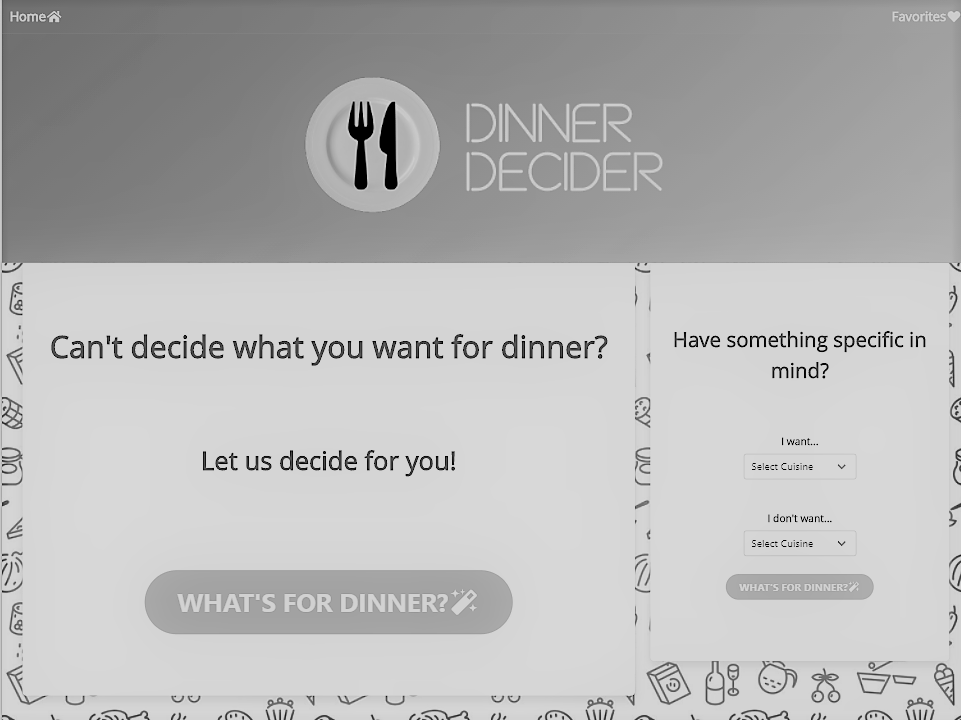 Home
Favorites
DINNER
DECIDER
Can't decide what you want for dinner?
Let us decide for you!
WHAT'S FOR DINNER?
Have something specific in
mind?
I want...
Select Cuisine
I don't want...
Select Cuisine
WHAT'S FOR DINNER?